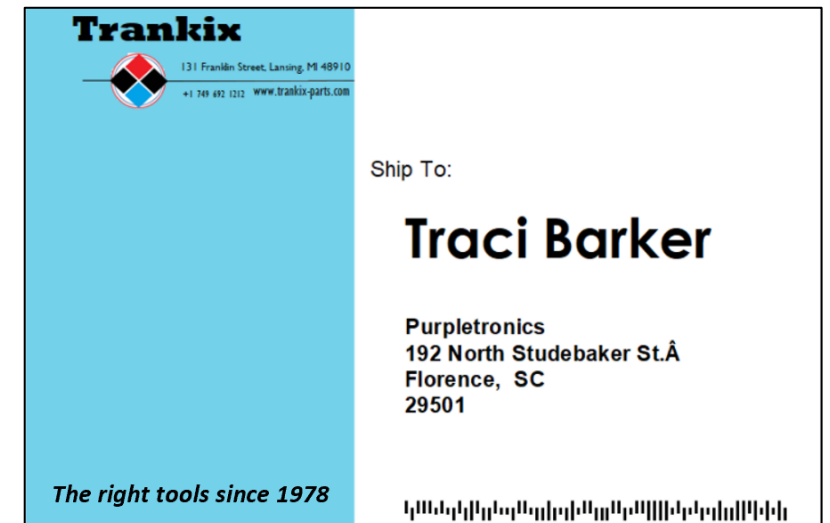 Trankix
131 Franklin Street, Lansing, MI 48910
+1 749 692 1212 www.trankix-parts.com
Ship To:
Traci Barker
Purpletronics
192 North Studebaker St.Â
Florence, SC
29501
The right tools since 1978